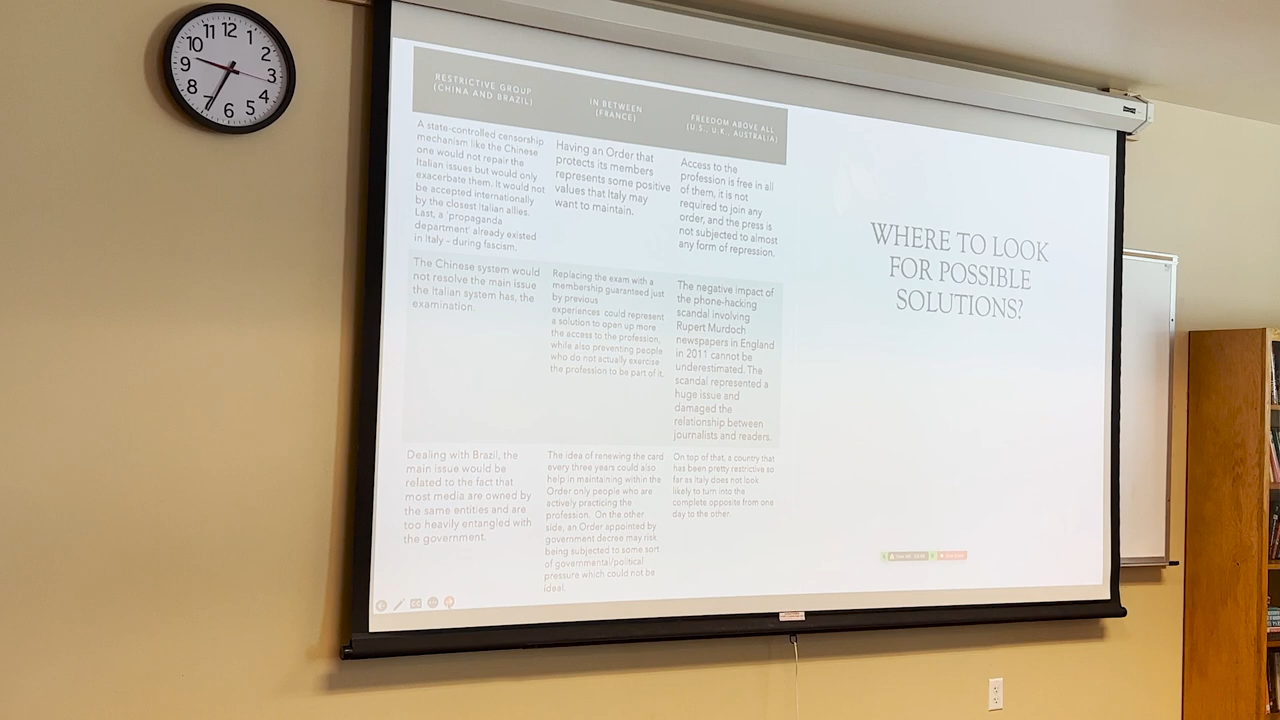 11 12 1
10 2
9 3
8 4
7 6 5
RESTRICTIVE GROUP
(CHINA AND BRAZIL)
IN BETWEEN
(FRANCE)
FREEDOM ABOVE ALL
(U.S., U.K., AUSTRALIA)
A state-controlled censorship
mechanism like the Chinese
one would not repair the
Italian issues but would only
exacerbate them. It would not
be accepted internationally
by the closest Italian allies.
Last, a 'propaganda
department' already existed
in Italy – during fascism.
Having an Order that
protects its members
represents some positive
values that Italy may
want to maintain.
Access to the
profession is free in all
of them, it is not
required to join any
order, and the press is
not subjected to almost
any form of repression.
The Chinese system would
not resolve the main issue
the Italian system has, the
examination.
Replacing the exam with a
membership guaranteed just
by previous
experiences could represent
a solution to open up more
the access to the profession,
while also preventing people
who do not actually exercise
the profession to be part of it.
The negative impact of
the phone-hacking
scandal involving
Rupert Murdoch
newspapers in England
in 2011 cannot be
underestimated. The
scandal represented a
huge issue and
damaged the
relationship between
journalists and readers.
Dealing with Brazil, the
main issue would be
related to the fact that
most media are owned by
the same entities and are
too heavily entangled with
the government.
The idea of renewing the card
every three years could also
help in maintaining within the
Order only people who are
actively practicing the
profession. On the other
side, an Order appointed by
government decree may risk
being subjected to some sort
of governmental/political
pressure which could not be
ideal.
On top of that, a country that
has been pretty restrictive so
far as Italy does not look
likely to turn into the
complete opposite from one
day to the other.
WHERE TO LOOK
FOR POSSIBLE
SOLUTIONS?
CC